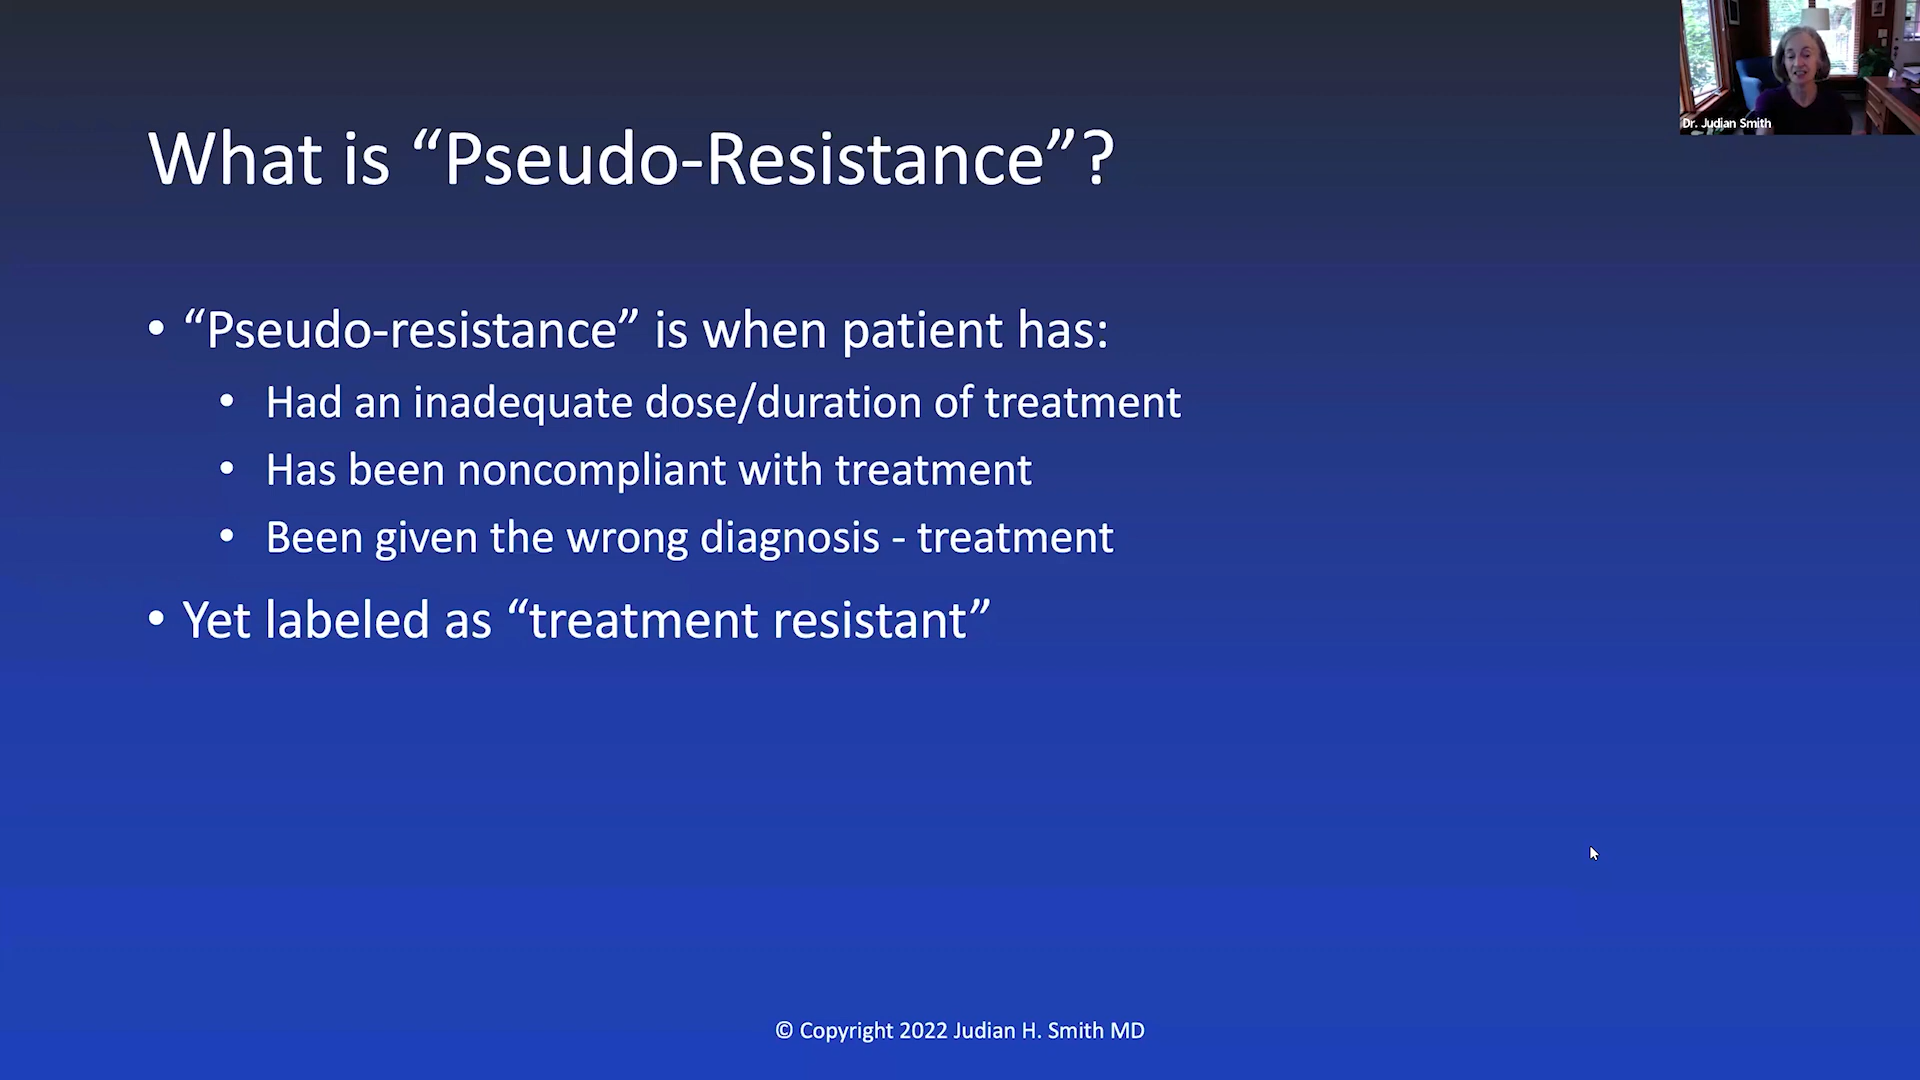 Dr. Judian Smith
What is “Pseudo-Resistance”?
• “Pseudo-resistance” is when patient has:
• Had an inadequate dose/duration of treatment
• Has been noncompliant with treatment
• Been given the wrong diagnosis - treatment
• Yet labeled as “treatment resistant”
© Copyright 2022 Judian H. Smith MD